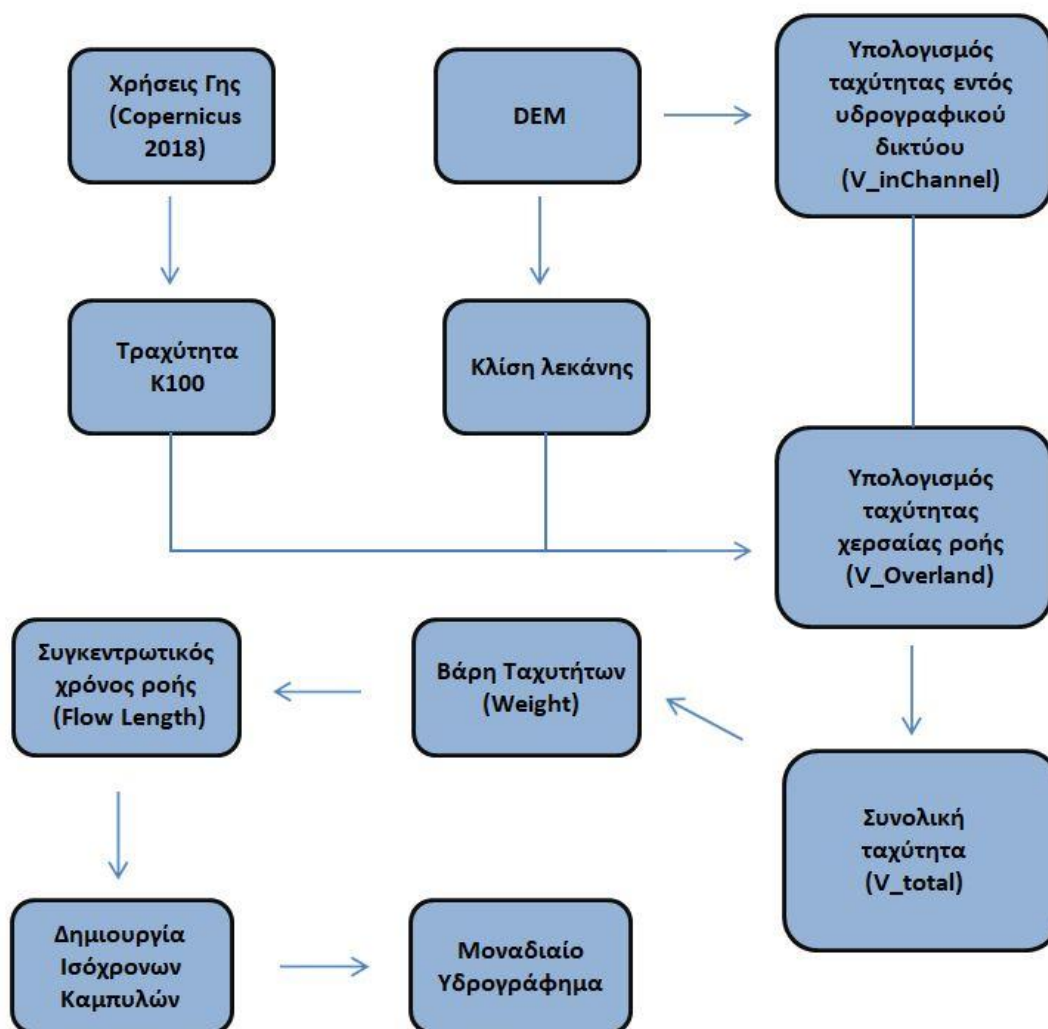 Χρήσεις Γης
(Copernicus
2018)
DEM
Υπολογισμός
ταχύτητας εντός
υδρογραφικού
δικτύου
(V_inChannel)
Τραχύτητα
K100
Κλίση λεκάνης
Υπολογισμός
ταχύτητας
χερσαίας ροής
(V_Overland)
Συγκεντρωτικός
χρόνος ροής
(Flow Length)
Βάρη Ταχυτήτων
(Weight)
Συνολική
ταχύτητα
(V_total)
Δημιουργία
Ισόχρονων
Καμπυλών
Μοναδιαίο
Υδρογράφημα